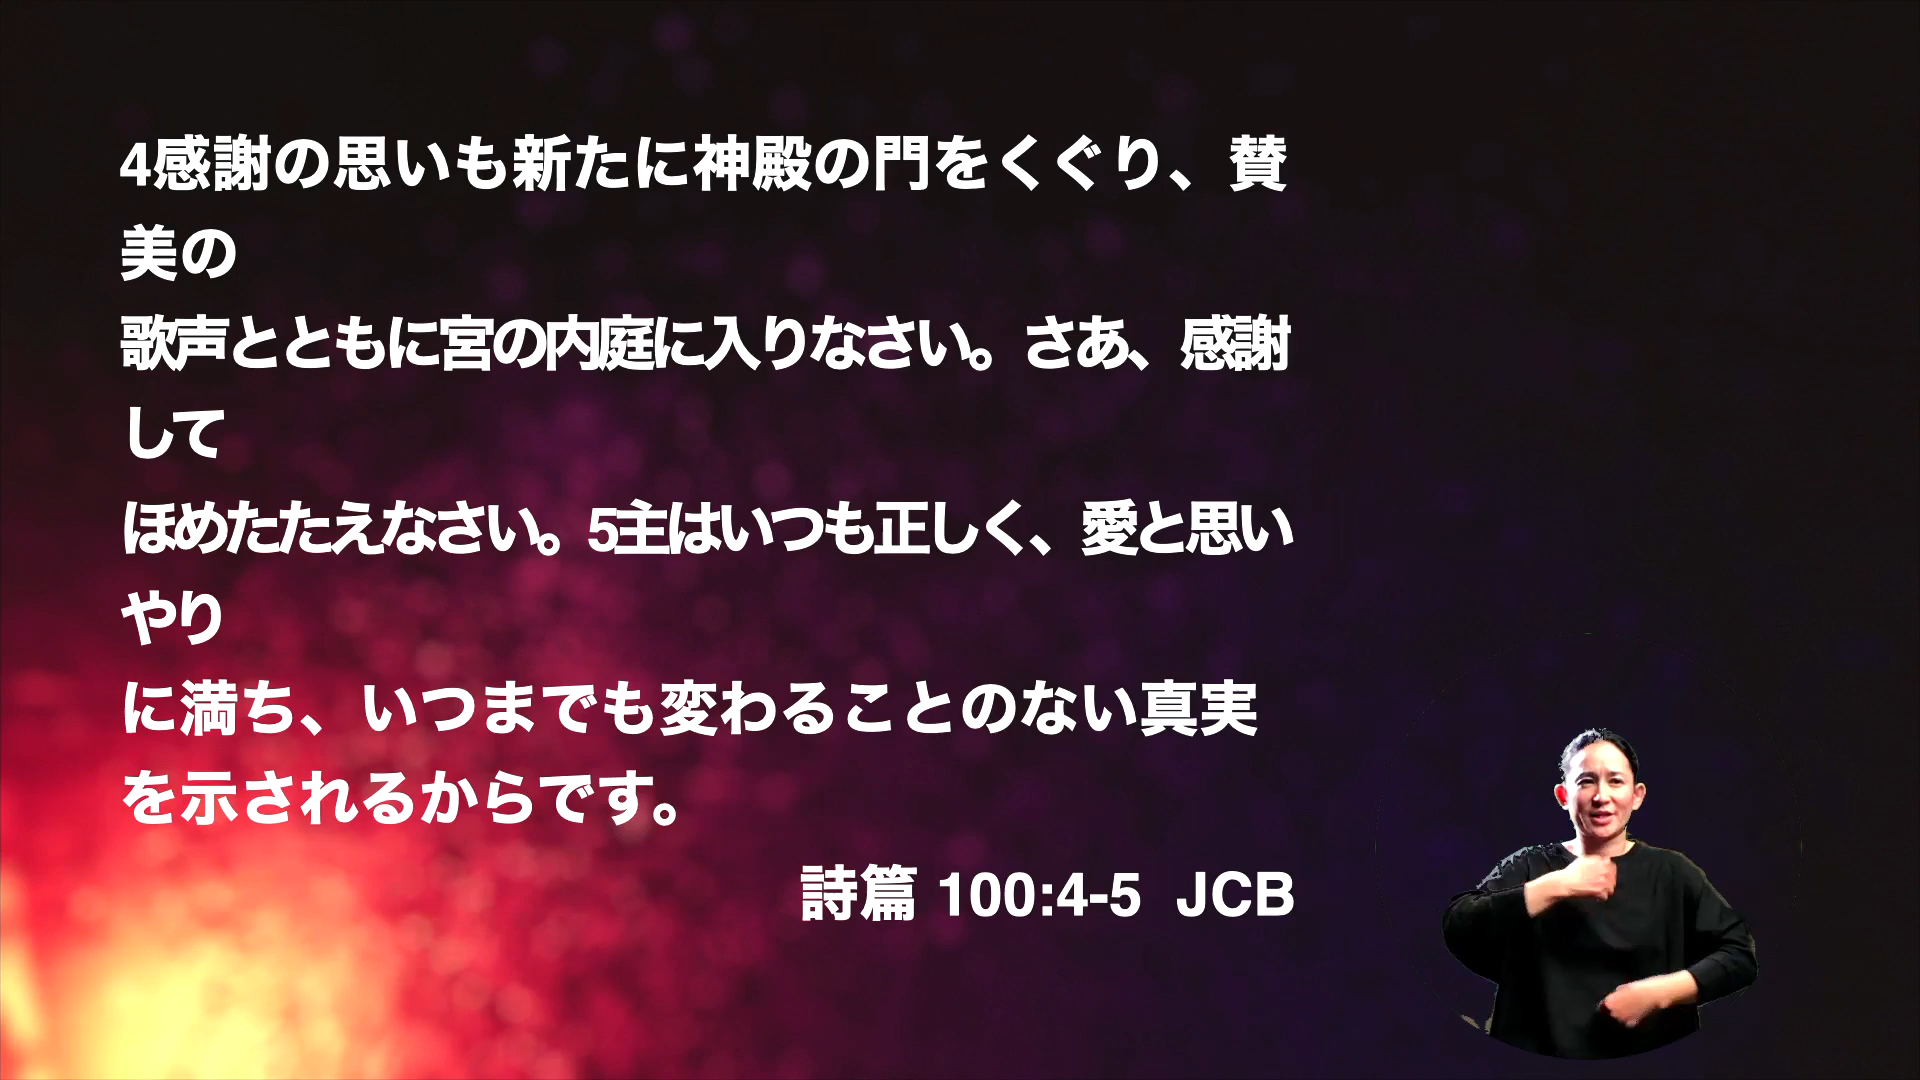 4感謝の思いも新たに神殿の門をくぐり、賛
美の
歌声とともに宮の内庭に入りなさい。さあ、感謝
して
ほめたたえなさい。5主はいつも正しく、愛と思い
やり
に満ち、いつまでも変わることのない真実
を示されるからです。
詩篇 100:4-5 JCB